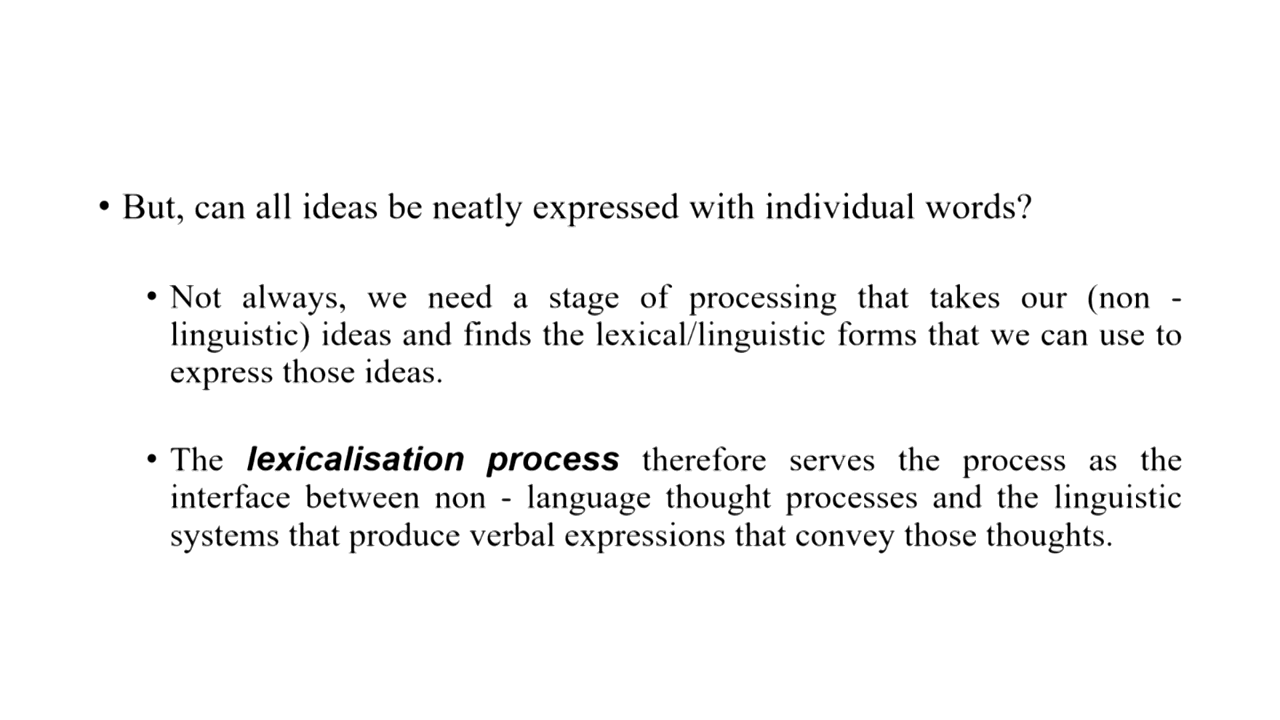 • But, can all ideas be neatly expressed with individual words?
• Not always, we need a stage of processing that takes our (non -
linguistic) ideas and finds the lexical/linguistic forms that we can use to
express those ideas.
• The lexicalisation process therefore serves the process as the
interface between non - language thought processes and the linguistic
systems that produce verbal expressions that convey those thoughts.